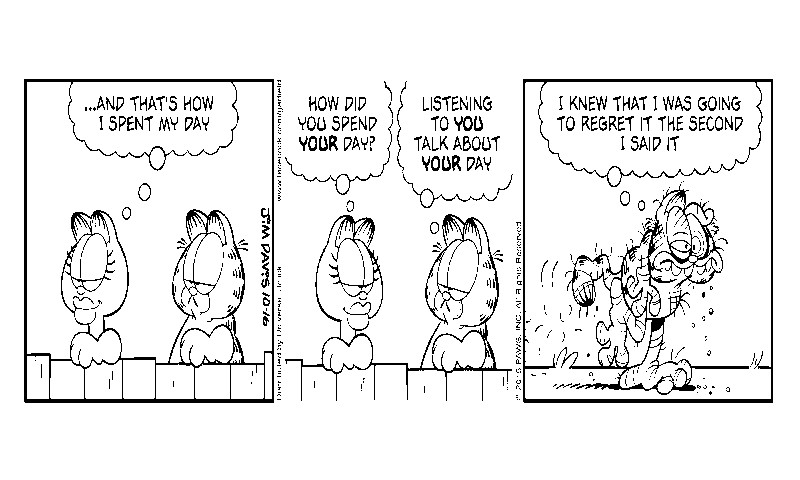 ...AND THAT'S HOW
I SPENT MY DAY
JIM DAVIS 10-16
HOW DID
YOU SPEND
YOUR DAY?
LISTENING
TO YOU
TALK ABOUT
YOUR DAY
PAWS, INC. All Rights Reserved
I KNEW THAT I WAS GOING
TO REGRET IT THE SECOND
I SAID IT